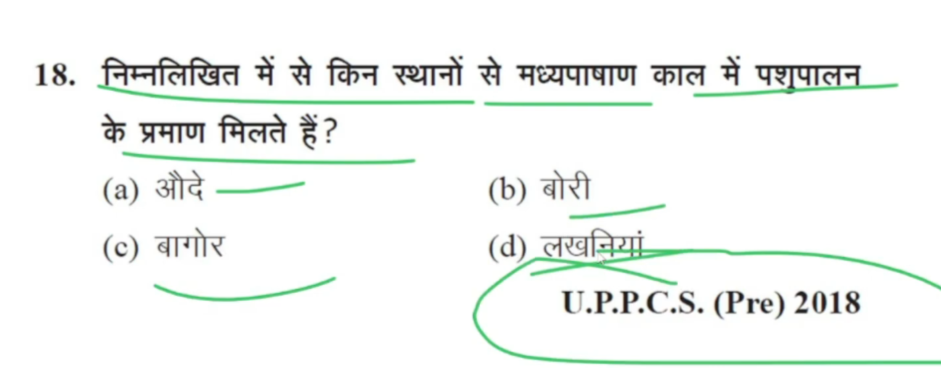 18. निम्नलिखित में से किन स्थानों से मध्यपाषाण काल में पशुपालन
के प्रमाण मिलते हैं?
(a) औदे (b) बोरी
(c) बागोर (d) लखनियां
U.P.P.C.S. (Pre) 2018